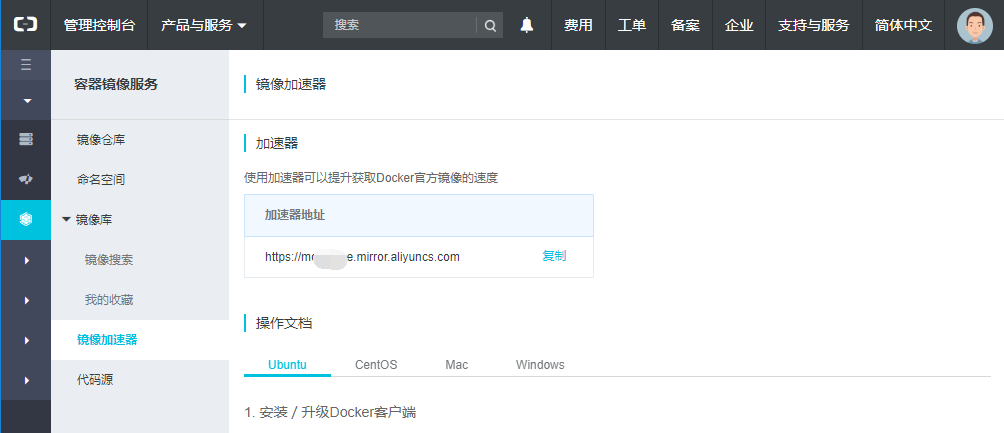 管理控制台 产品与服务 搜索 费用 工单 备案 企业 支持与服务 简体中文
容器镜像服务
镜像仓库
命名空间
镜像库
镜像搜索
我的收藏
镜像加速器
代码源
镜像加速器
加速器
使用加速器可以提升获取Docker官方镜像的速度
加速器地址
e.mirror.aliyuncs.com 复制
操作文档
Ubuntu CentOS Mac Windows
1. 安装 / 升级Docker客户端